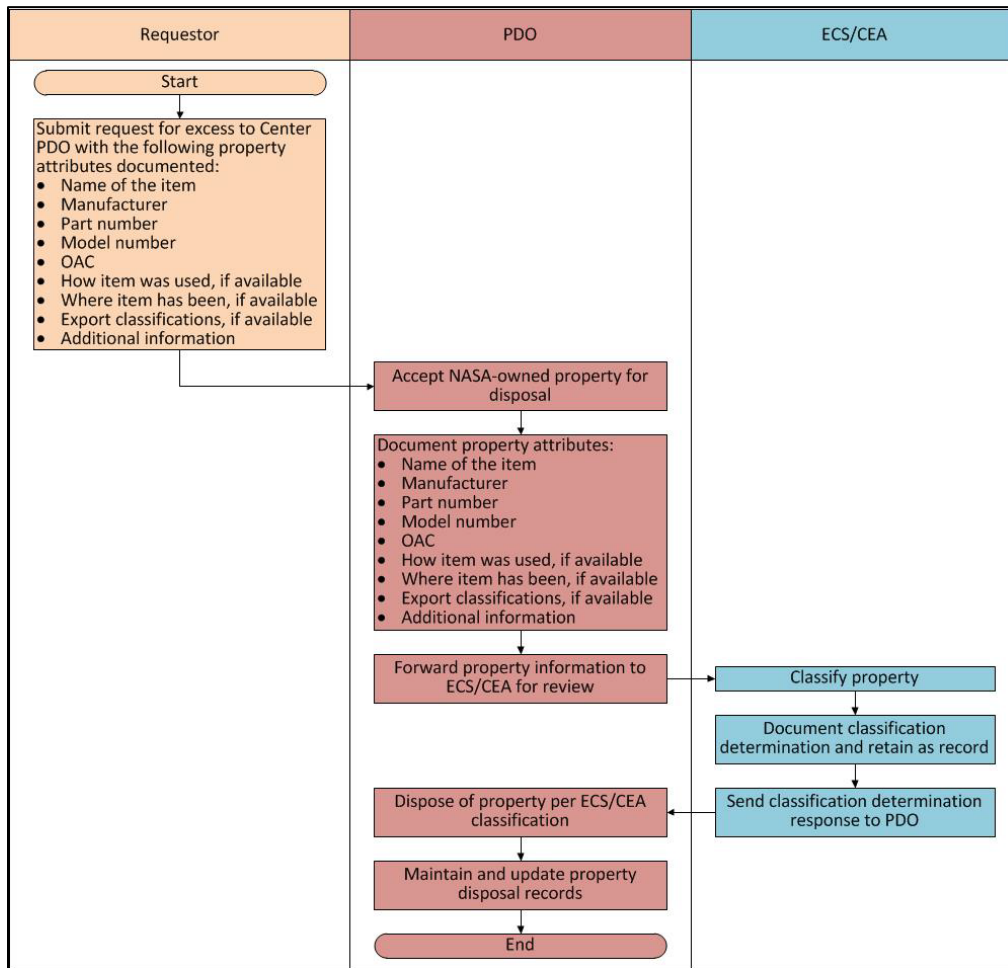 Requestor
PDO
ECS/CEA
Start
Submit request for excess to Center
PDO with the following property
attributes documented:
• Name of the item
• Manufacturer
• Part number
• Model number
• OAC
• How item was used, if available
• Where item has been, if available
• Export classifications, if available
• Additional information
Accept NASA-owned property for
disposal
Document property attributes:
• Name of the item
• Manufacturer
• Part number
• Model number
• OAC
• How item was used, if available
• Where item has been, if available
• Export classifications, if available
• Additional information
Forward property information to
ECS/CEA for review
Classify property
Document classification
determination and retain as record
Send classification determination
response to PDO
Dispose of property per ECS/CEA
classification
Maintain and update property
disposal records
End